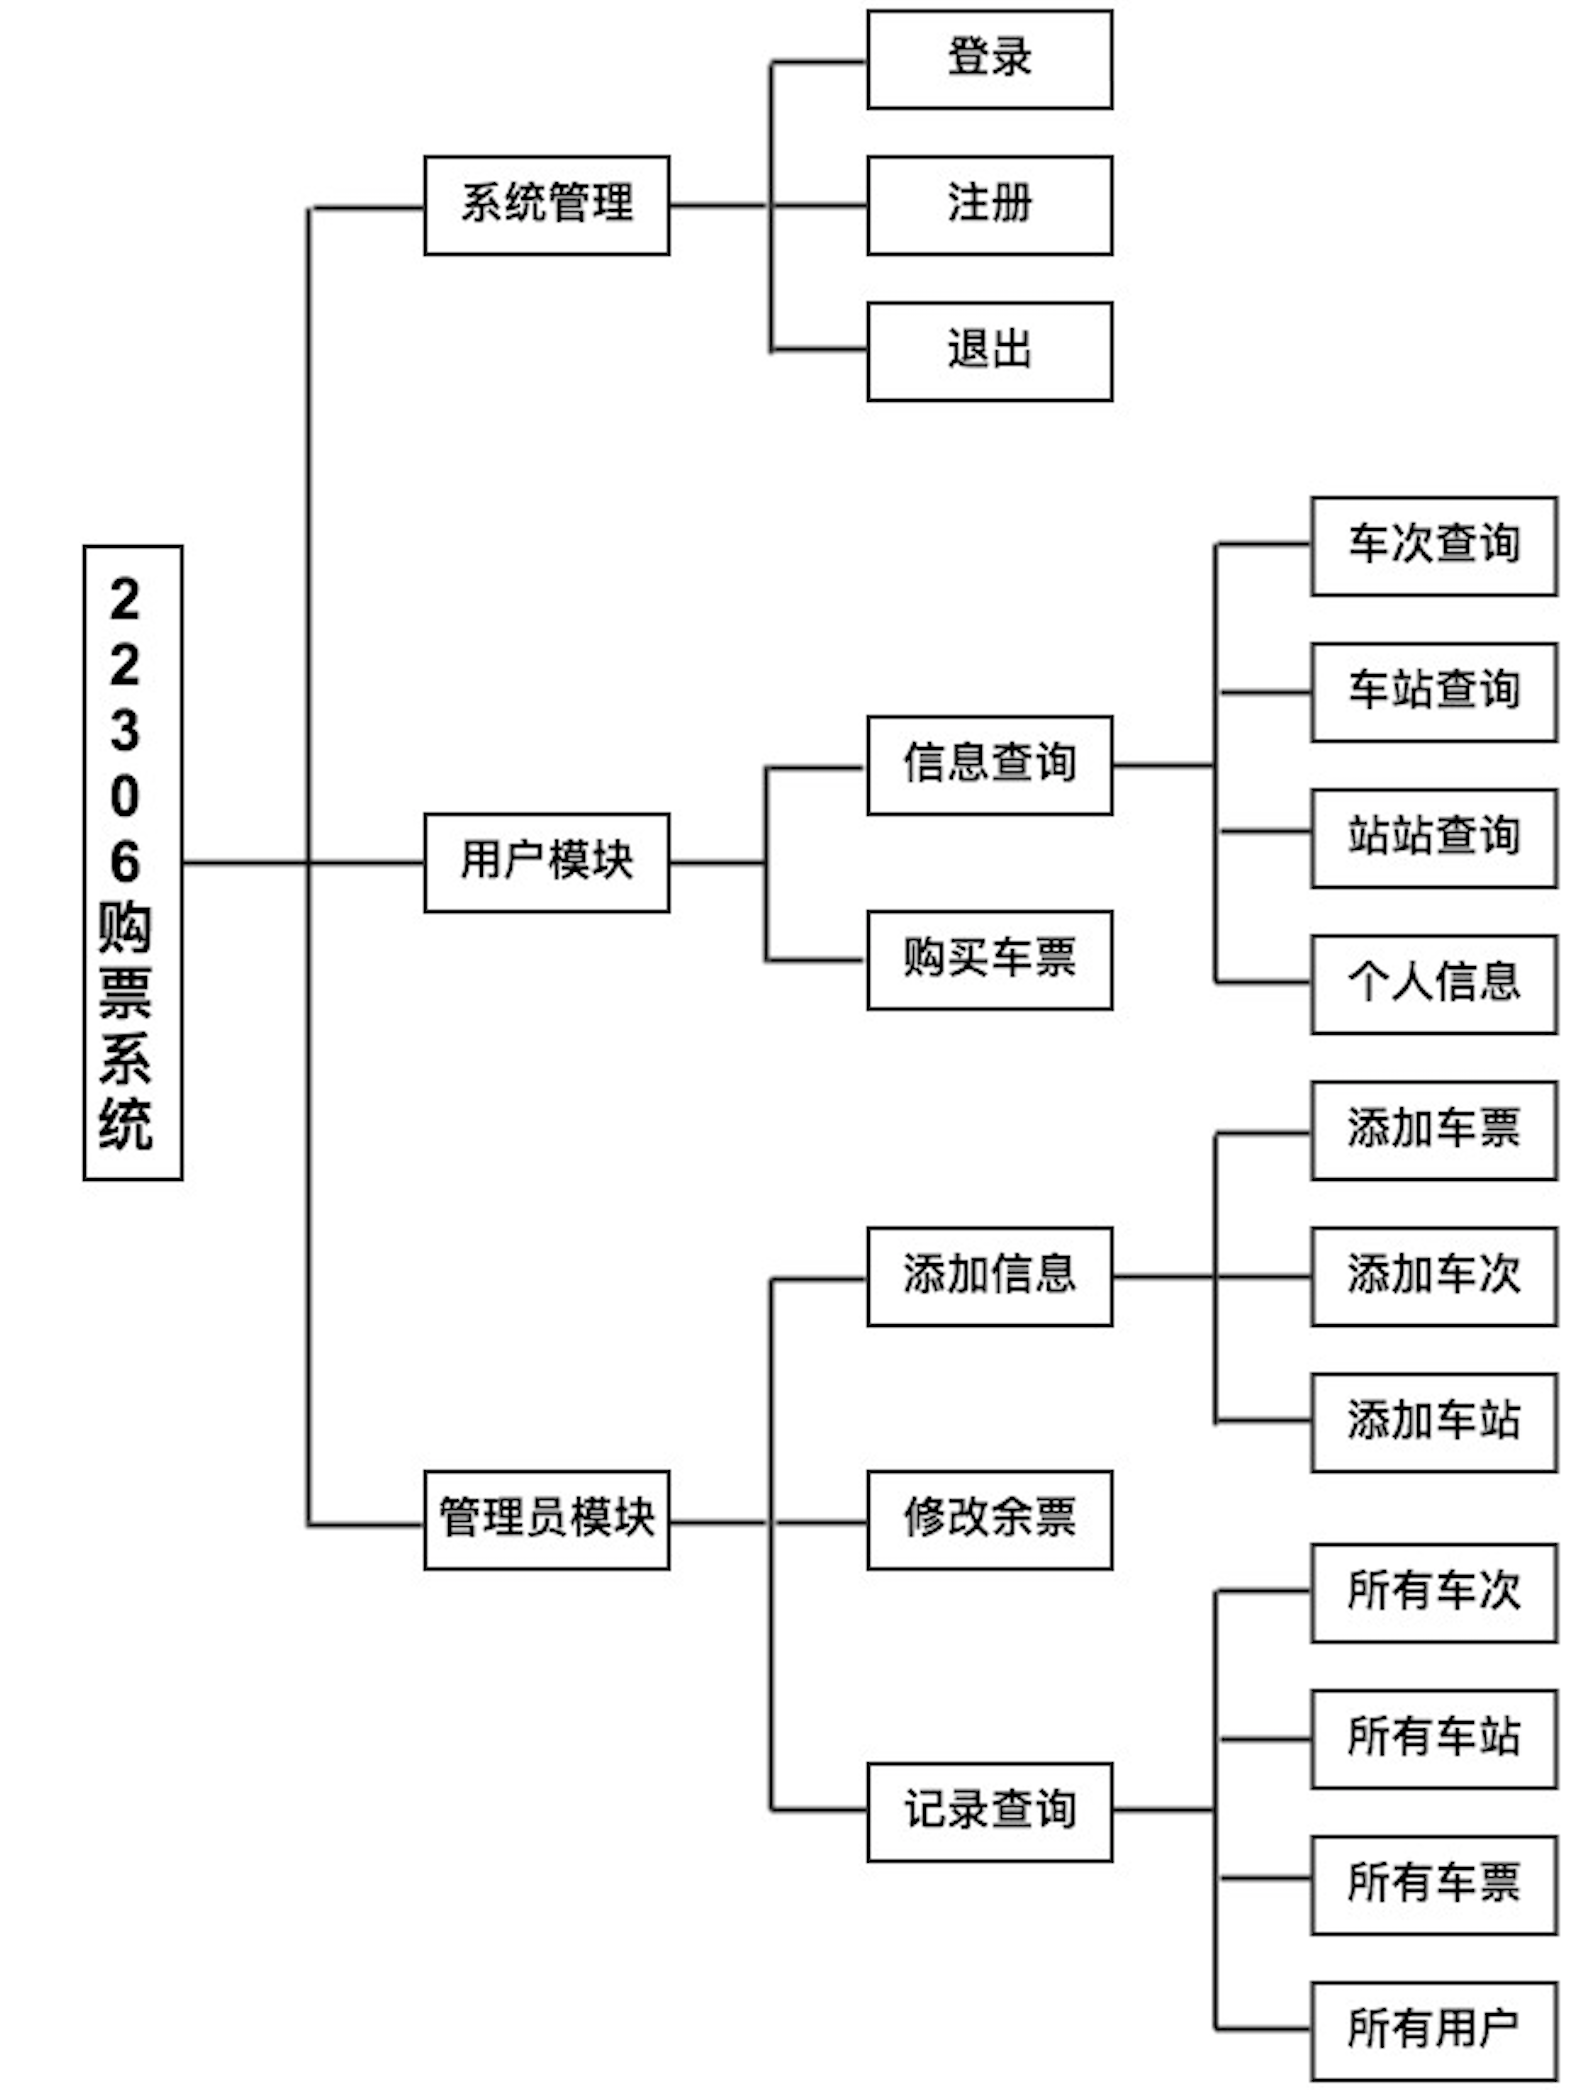 22306购票系统
系统管理
登录
注册
退出
用户模块
信息查询
车次查询
车站查询
站站查询
个人信息
购买车票
管理员模块
添加信息
添加车票
添加车次
添加车站
修改余票
记录查询
所有车次
所有车站
所有车票
所有用户